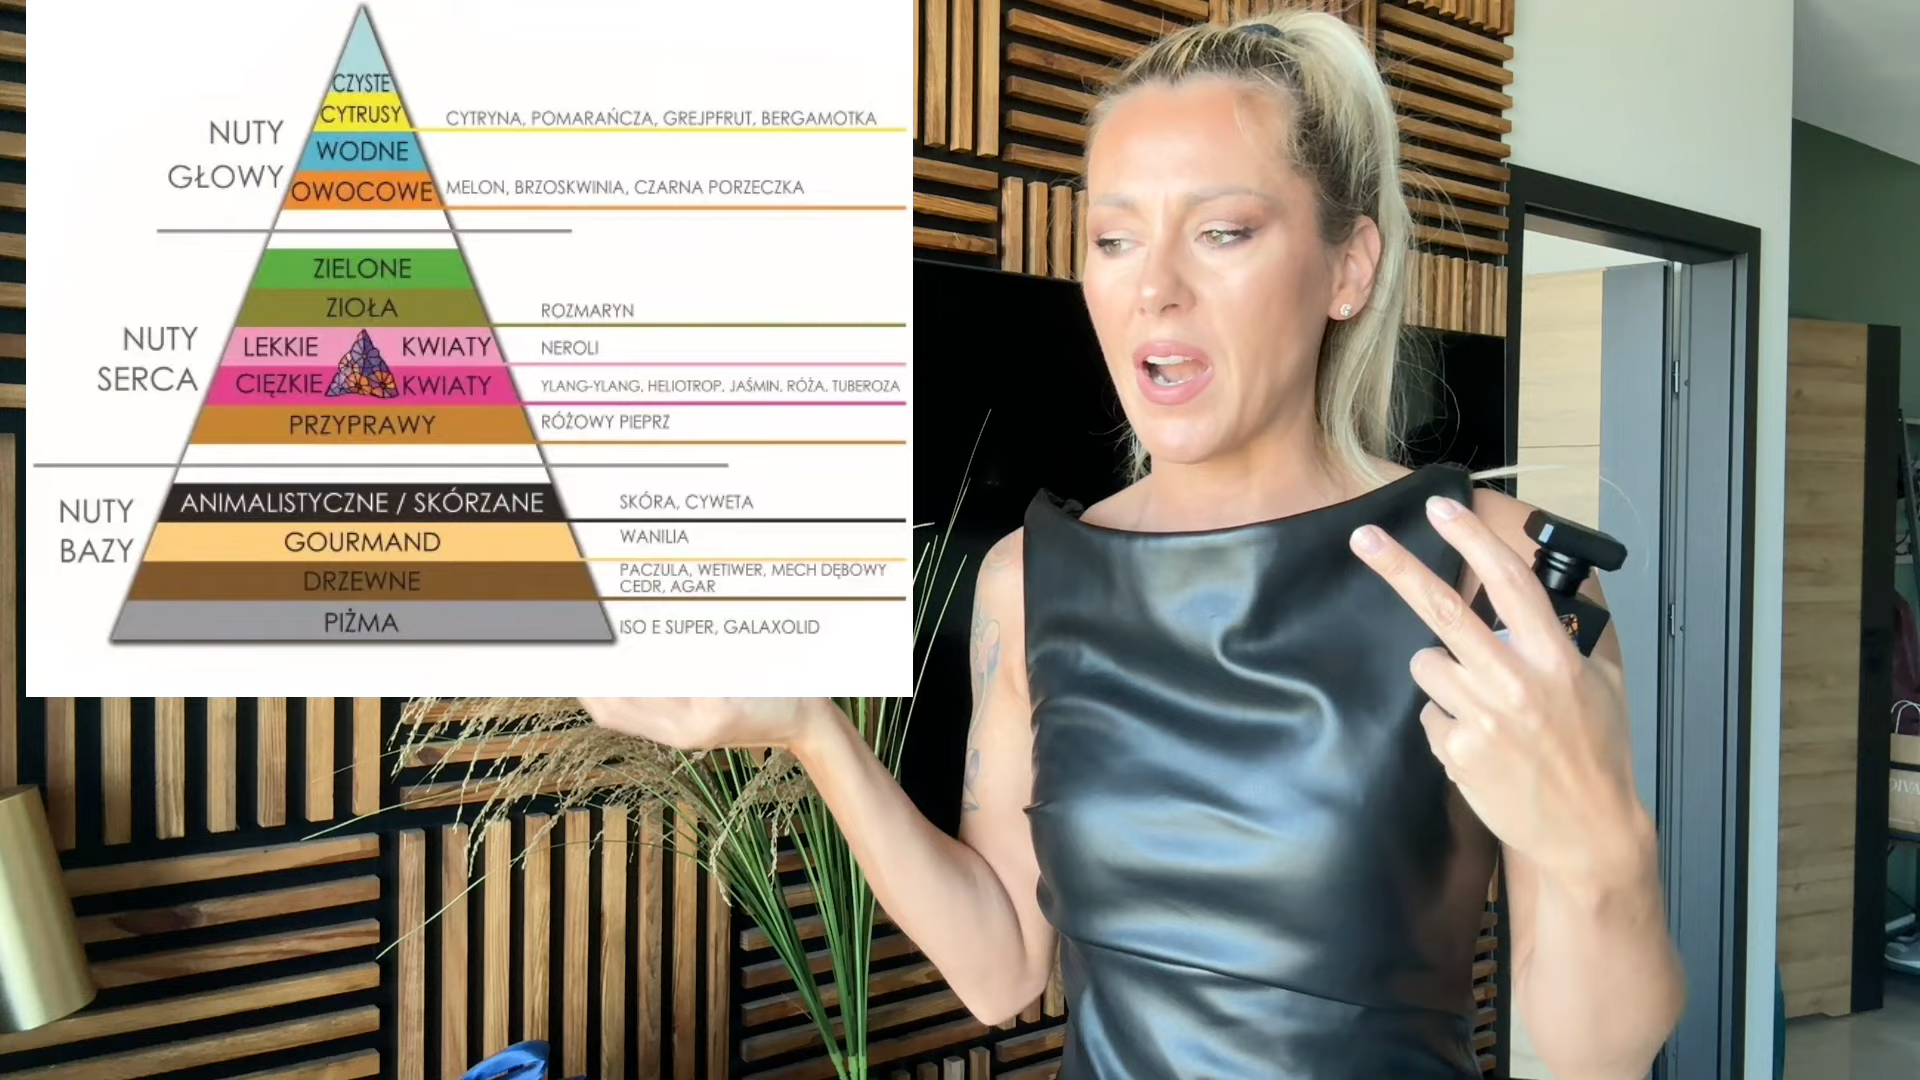 CZYSTE
CYTRUSY
CYTRYNA, POMARAŃCZA, GREJPFRUT, BERGAMOTKA
NUTY
GŁOWY
WODNE
OWOCOWE
MELON, BRZOSKWINIA, CZARNA PORZECZKA
ZIELONE
ZIOŁA
ROZMARYN
NUTY
SERCA
LEKKIE KWIATY
NEROLI
CIĘZKIE KWIATY
YLANG-YLANG, HELIOTROP, JAŚMIN, RÓŻA, TUBEROZA
PRZYPRAWY
RÓŻOWY PIEPRZ
NUTY
BAZY
ANIMALISTYCZNE / SKÓRZANE
SKÓRA, CYWETA
GOURMAND
WANILIA
DRZEWNE
PACZULA, WETIWER, MECH DĘBOWY
CEDR, AGAR
PIŻMA
ISO E SUPER, GALAXOLID